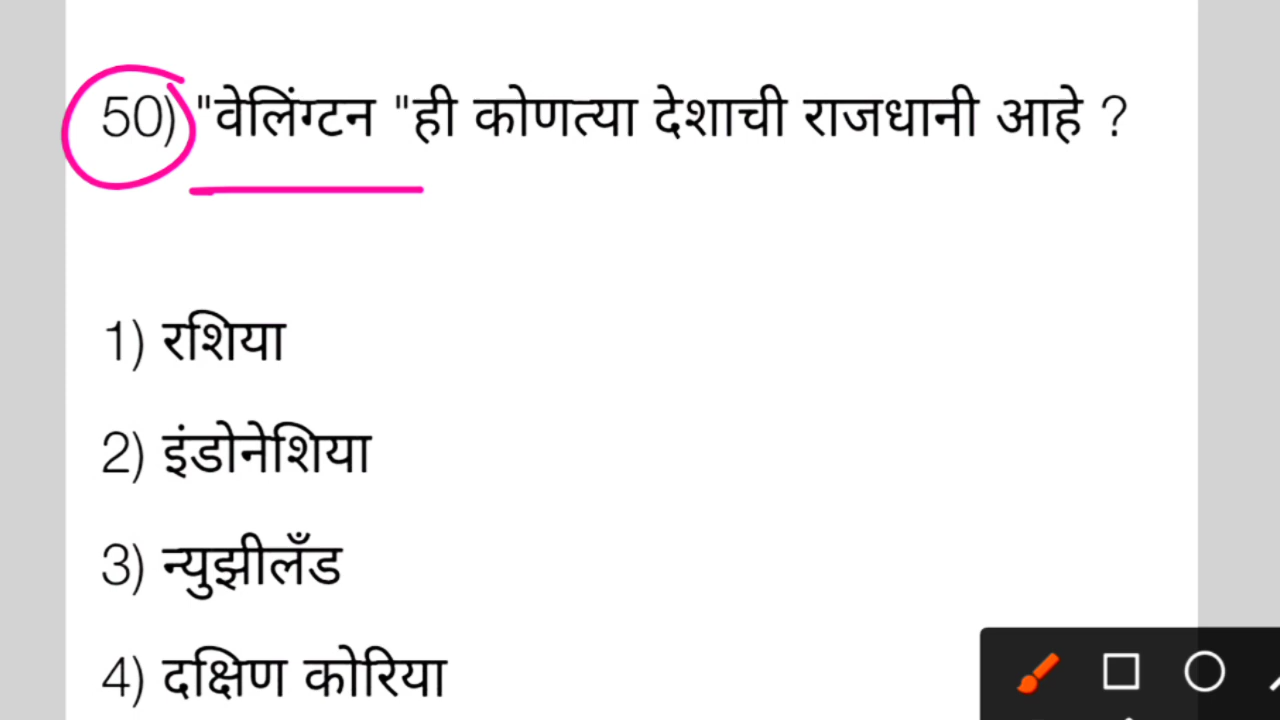 50) "वेलिंग्टन "ही कोणत्या देशाची राजधानी आहे ?
1) रशिया
2) इंडोनेशिया
3) न्युझीलँड
4) दक्षिण कोरिया